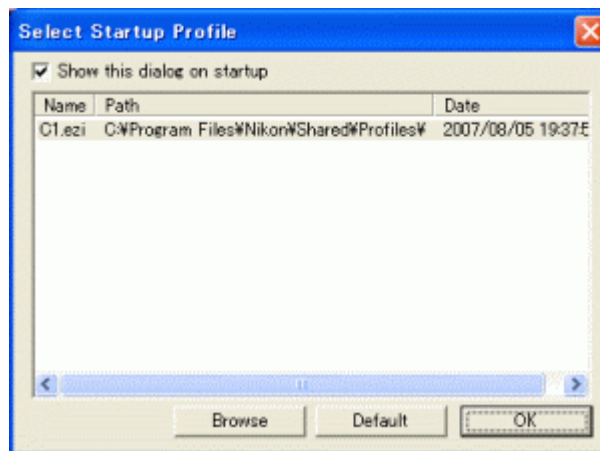 Select Startup Profile
Show this dialog on startup
Name Path Date
C1.ezi C:¥Program Files¥Nikon¥Shared¥Profiles¥ 2007/08/05 19:37:5
Browse Default OK